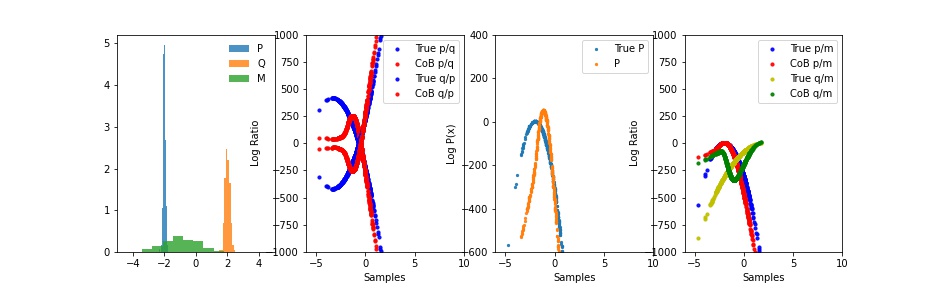 5
4
3
2
1
0
−4
−2
0
2
4
P
Q
M
Log Ratio
1000
750
500
250
0
−250
−500
−750
1000
−5
0
5
10
Samples
True p/q
CoB p/q
True q/p
CoB q/p
Log P(x)
400
200
0
−200
−400
−600
−5
0
5
10
Samples
True P
P
Log Ratio
1000
750
500
250
0
−250
−500
−750
1000
−5
0
5
10
Samples
True p/m
CoB p/m
True q/m
CoB q/m